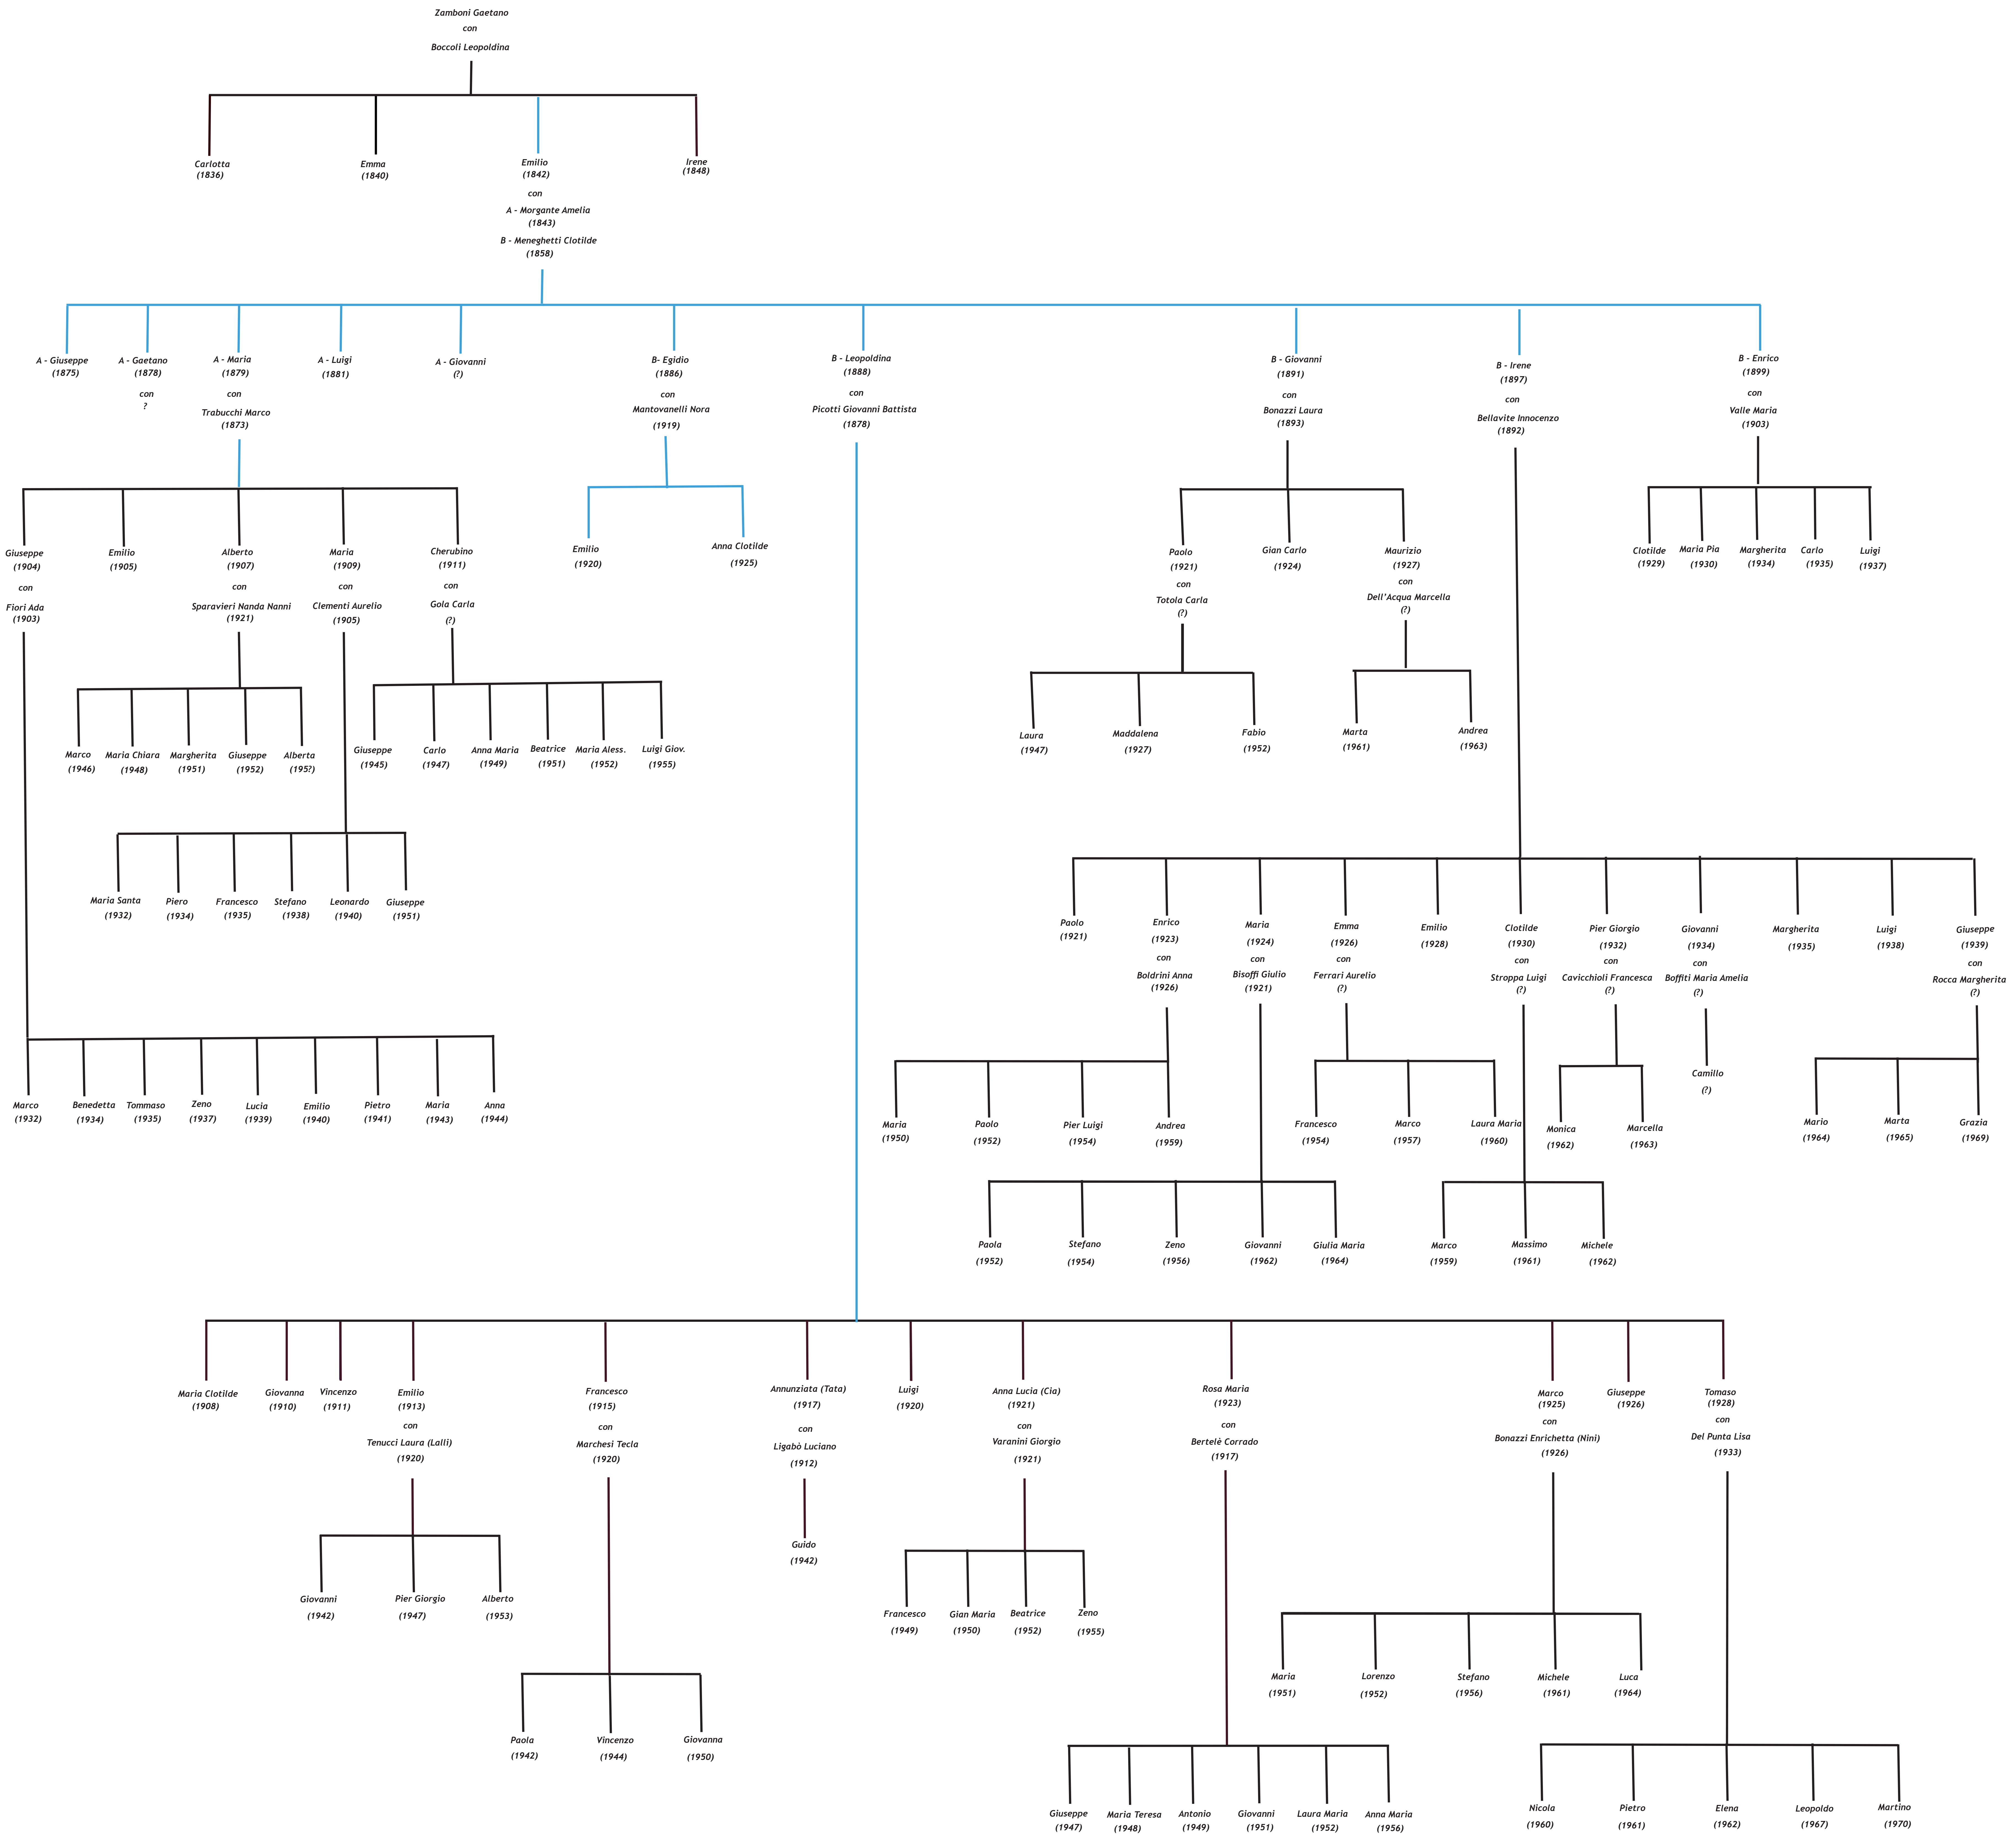 Zamboni Gaetano
con
Boccoli Leopoldina
Carlotta
(1836)
Emma
(1840)
Emilio
(1842)
con
A - Morgante Amelia
(1843)
B - Meneghetti Clotilde
(1858)
Irene
(1848)
A - Giuseppe
(1875)
A - Gaetano
(1878)
con
?
A - Maria
(1879)
con
Trabucchi Marco
(1873)
A - Luigi
(1881)
A - Giovanni
(?)
B- Egidio
(1886)
con
Mantovanelli Nora
(1919)
B - Leopoldina
(1888)
con
Picotti Giovanni Battista
(1878)
B - Giovanni
(1891)
con
Bonazzi Laura
(1893)
B - Irene
(1897)
con
Bellavite Innocenzo
(1892)
B - Enrico
(1899)
con
Valle Maria
(1903)
Giuseppe
(1904)
con
Fiori Ada
(1903)
Emilio
(1905)
Alberto
(1907)
con
Sparavieri Nanda Nanni
(1921)
Maria
(1909)
con
Clementi Aurelio
(1905)
Cherubino
(1911)
con
Gola Carla
(?)
Emilio
(1920)
Anna Clotilde
(1925)
Paolo
(1921)
con
Totola Carla
(?)
Gian Carlo
(1924)
Maurizio
(1927)
con
Dell'Acqua Marcella
(?)
Clotilde
(1929)
Maria Pia
(1930)
Margherita
(1934)
Carlo
(1935)
Luigi
(1937)
Marco
(1946)
Maria Chiara
(1948)
Margherita
(1951)
Giuseppe
(1952)
Alberta
(195?)
Giuseppe
(1945)
Carlo
(1947)
Anna Maria
(1949)
Beatrice
(1951)
Maria Aless.
(1952)
Luigi Giov.
(1955)
Laura
(1947)
Maddalena
(1927)
Fabio
(1952)
Marta
(1961)
Andrea
(1963)
Maria Santa
(1932)
Piero
(1934)
Francesco
(1935)
Stefano
(1938)
Leonardo
(1940)
Giuseppe
(1951)
Paolo
(1921)
Enrico
(1923)
con
Boldrini Anna
(1926)
Maria
(1924)
con
Bisoffi Giulio
(1921)
Emma
(1926)
con
Ferrari Aurelio
(?)
Emilio
(1928)
Clotilde
(1930)
con
Stroppa Luigi
(?)
Pier Giorgio
(1932)
con
Cavicchioli Francesca
(?)
Giovanni
(1934)
con
Boffiti Maria Amelia
(?)
Margherita
(1935)
Luigi
(1938)
Giuseppe
(1939)
con
Rocca Margherita
(?)
Marco
(1932)
Benedetta
(1934)
Tommaso
(1935)
Zeno
(1937)
Lucia
(1939)
Emilio
(1940)
Pietro
(1941)
Maria
(1943)
Anna
(1944)
Maria
(1950)
Paolo
(1952)
Pier Luigi
(1954)
Andrea
(1959)
Francesco
(1954)
Marco
(1957)
Laura Maria
(1960)
Monica
(1962)
Marcella
(1963)
Camillo
(?)
Mario
(1964)
Marta
(1965)
Grazia
(1969)
Paola
(1952)
Stefano
(1954)
Zeno
(1956)
Giovanni
(1962)
Giulia Maria
(1964)
Marco
(1959)
Massimo
(1961)
Michele
(1962)
Maria Clotilde
(1908)
Giovanna
(1910)
Vincenzo
(1911)
Emilio
(1913)
con
Tenucci Laura (Lalli)
(1920)
Francesco
(1915)
con
Marchesi Tecla
(1920)
Annunziata (Tata)
(1917)
con
Ligabò Luciano
(1912)
Luigi
(1920)
Anna Lucia (Cia)
(1921)
con
Varanini Giorgio
(1921)
Rosa Maria
(1923)
con
Bertelè Corrado
(1917)
Marco
(1925)
con
Bonazzi Enrichetta (Nini)
(1926)
Giuseppe
(1926)
Tomaso
(1928)
con
Del Punta Lisa
(1933)
Giovanni
(1942)
Pier Giorgio
(1947)
Alberto
(1953)
Guido
(1942)
Francesco
(1949)
Gian Maria
(1950)
Beatrice
(1952)
Zeno
(1955)
Maria
(1951)
Lorenzo
(1952)
Stefano
(1956)
Michele
(1961)
Luca
(1964)
Paola
(1942)
Vincenzo
(1944)
Giovanna
(1950)
Giuseppe
(1947)
Maria Teresa
(1948)
Antonio
(1949)
Giovanni
(1951)
Laura Maria
(1952)
Anna Maria
(1956)
Nicola
(1960)
Pietro
(1961)
Elena
(1962)
Leopoldo
(1967)
Martino
(1970)